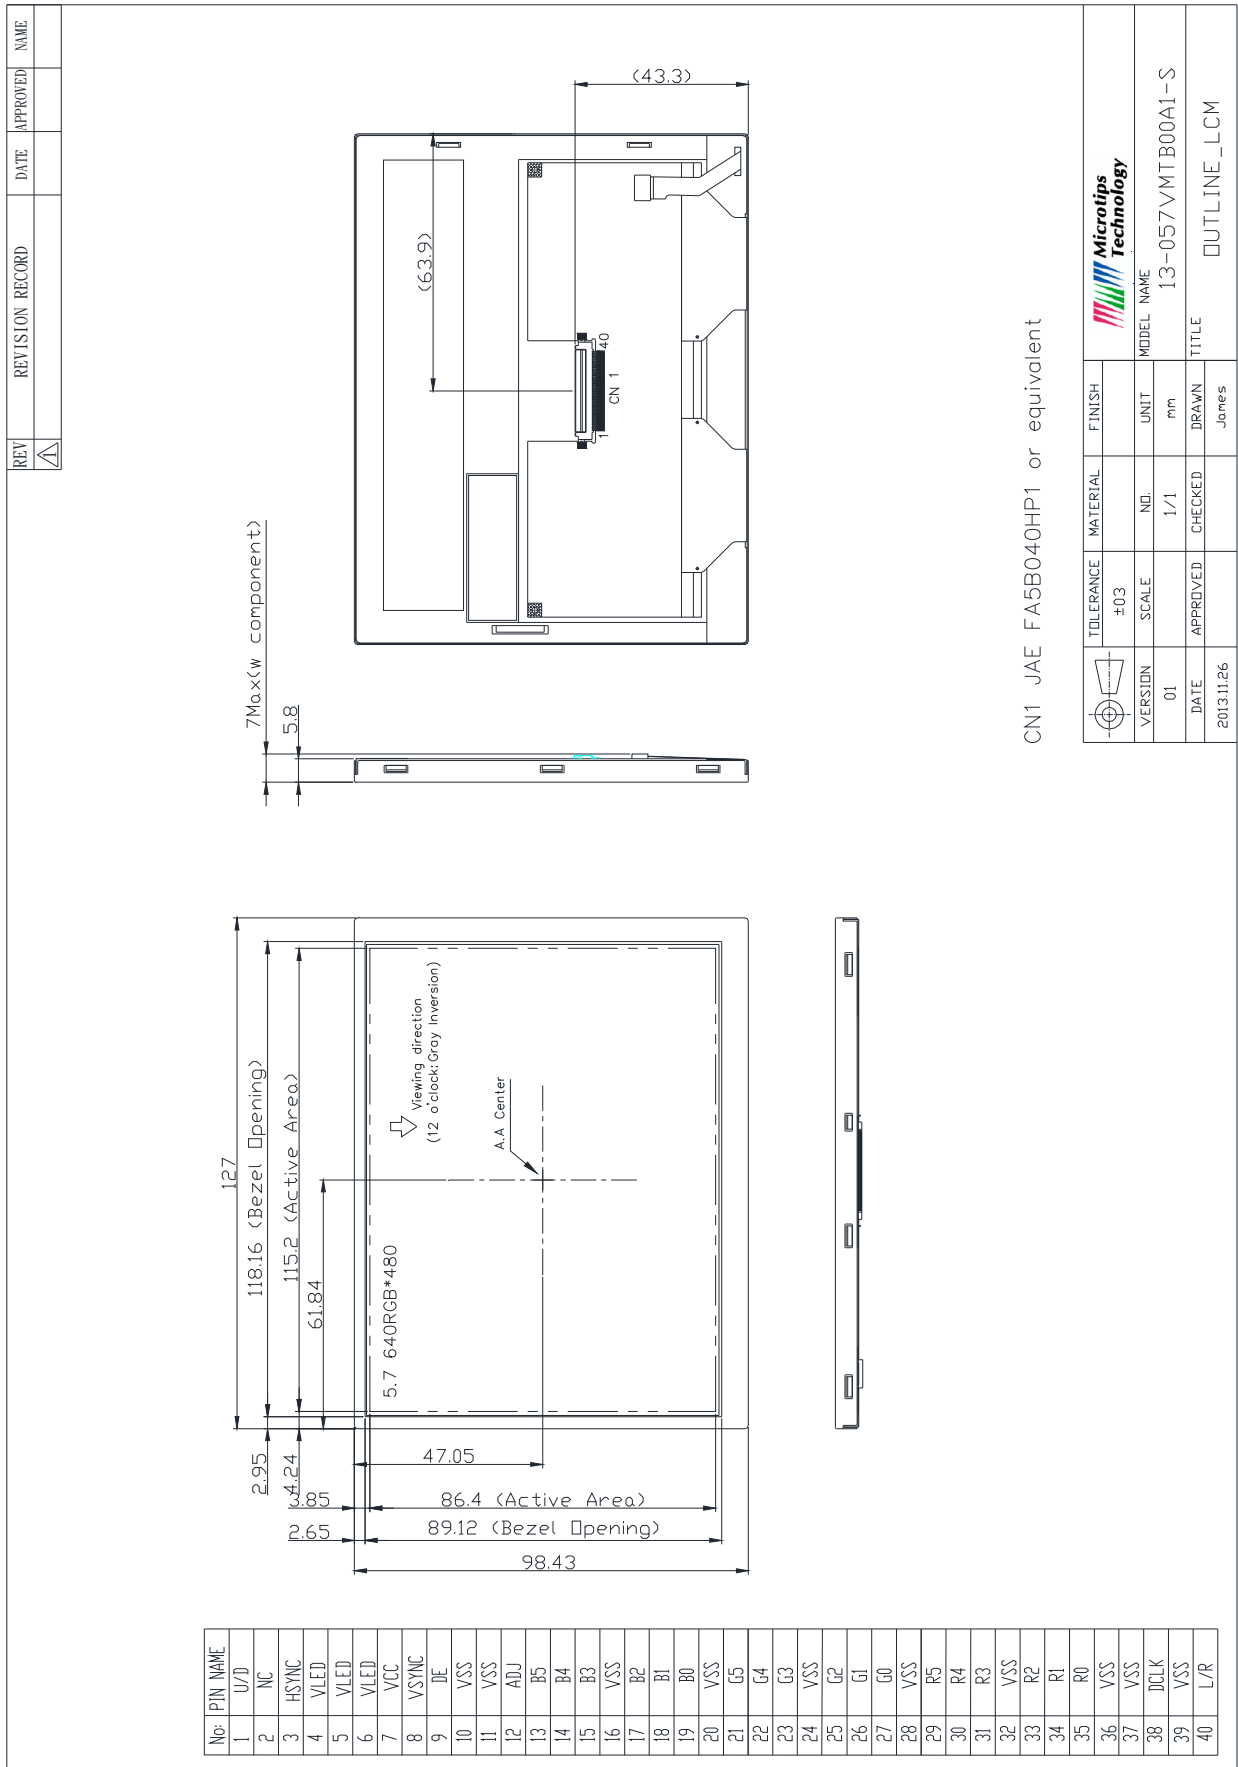 No: PIN NAME
1 U/D
2 NC
3 HSYNC
4 VLED
5 VLED
6 VLED
7 VCC
8 VSYNC
9 DE
10 VSS
11 VSS
12 ADJ
13 B5
14 B4
15 B3
16 VSS
17 B2
18 B1
19 B0
20 VSS
21 G5
22 G4
23 G3
24 VSS
25 G2
26 G1
27 G0
28 VSS
29 R5
30 R4
31 R3
32 VSS
33 R2
34 R1
35 R0
36 VSS
37 VSS
38 DCLK
39 VSS
40 L/R
127
2.95
118.16 (Bezel Opening)
4.24
115.2 (Active Area)
61.84
3.85
2.65
47.05
86.4 (Active Area)
89.12 (Bezel Opening)
98.43
5.7 640RGB*480
Viewing direction
(12 o'clock: Gray Inversion)
A.A Center
7Max(w component)
5.8
(63.9)
(43.3)
1
40
CN 1
CN1 JAE FA5B040HP1 or equivalent
REV REVISION RECORD DATE APPROVED NAME
1
TOLERANCE MATERIAL FINISH
±03
Microtips
Technology
VERSION SCALE NO. UNIT MODEL NAME
01 1/1 mm 13-057VMTB00A1-S
DATE APPROVED CHECKED DRAWN TITLE
2013.11.26 James OUTLINE_LCM